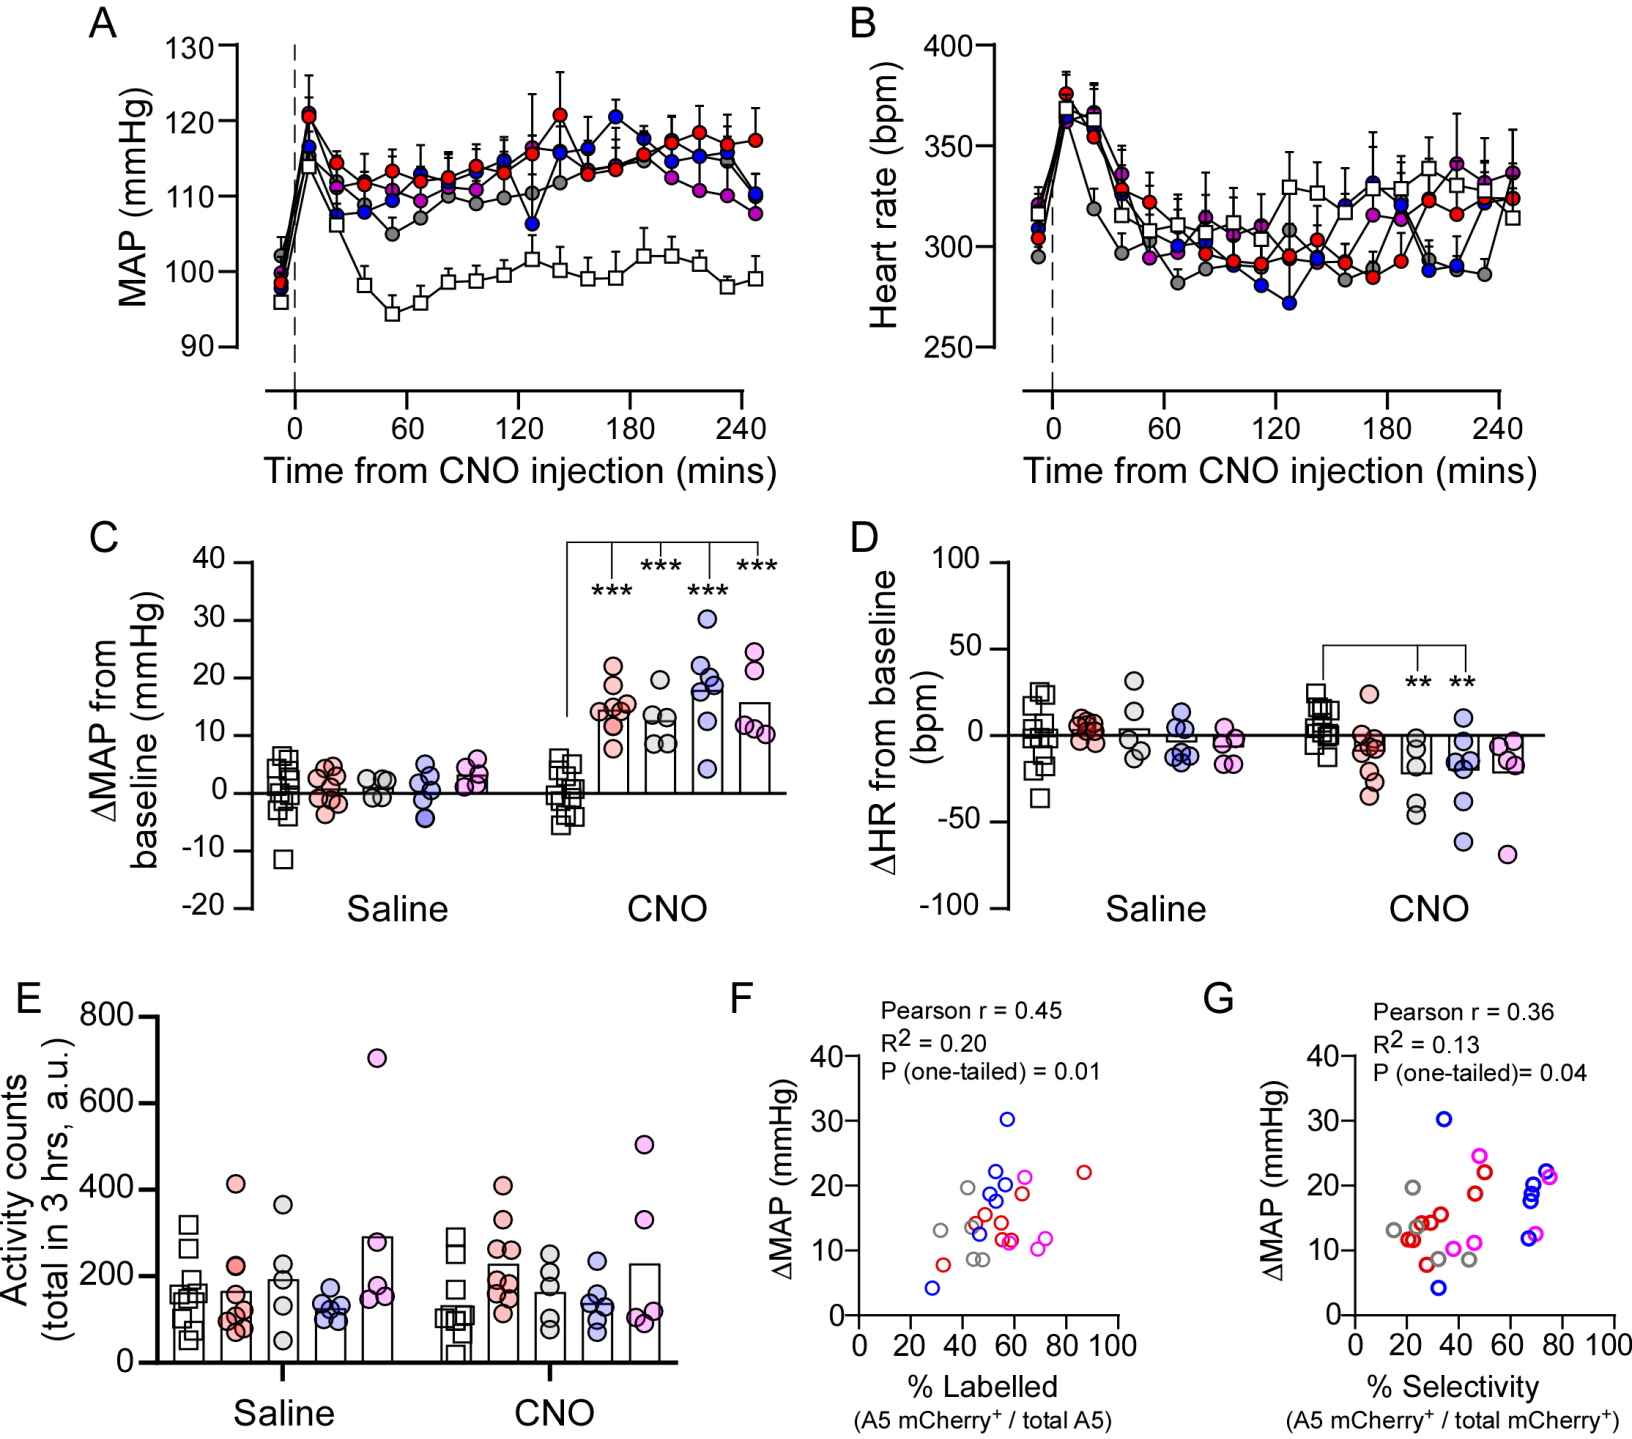 A
130
120
110
100
90
MAP (mmHg)
0 60 120 180 240
Time from CNO injection (mins)
B
400
350
300
250
Heart rate (bpm)
0 60 120 180 240
Time from CNO injection (mins)
C
40
30
20
10
0
-10
-20
ΔMAP from
baseline (mmHg)
*** *** *** ***
Saline CNO
D
100
50
0
-50
-100
ΔHR from baseline
(bpm)
** **
Saline CNO
E
800
600
400
200
0
Activity counts
(total in 3 hrs, a.u.)
Saline CNO
F
Pearson r = 0.45
R² = 0.20
P (one-tailed) = 0.01
40
30
20
10
0
ΔMAP (mmHg)
0 20 40 60 80 100
% Labelled
(A5 mCherry⁺ / total A5)
G
Pearson r = 0.36
R² = 0.13
P (one-tailed)= 0.04
40
30
20
10
0
ΔMAP (mmHg)
0 20 40 60 80 100
% Selectivity
(A5 mCherry⁺ / total mCherry⁺)